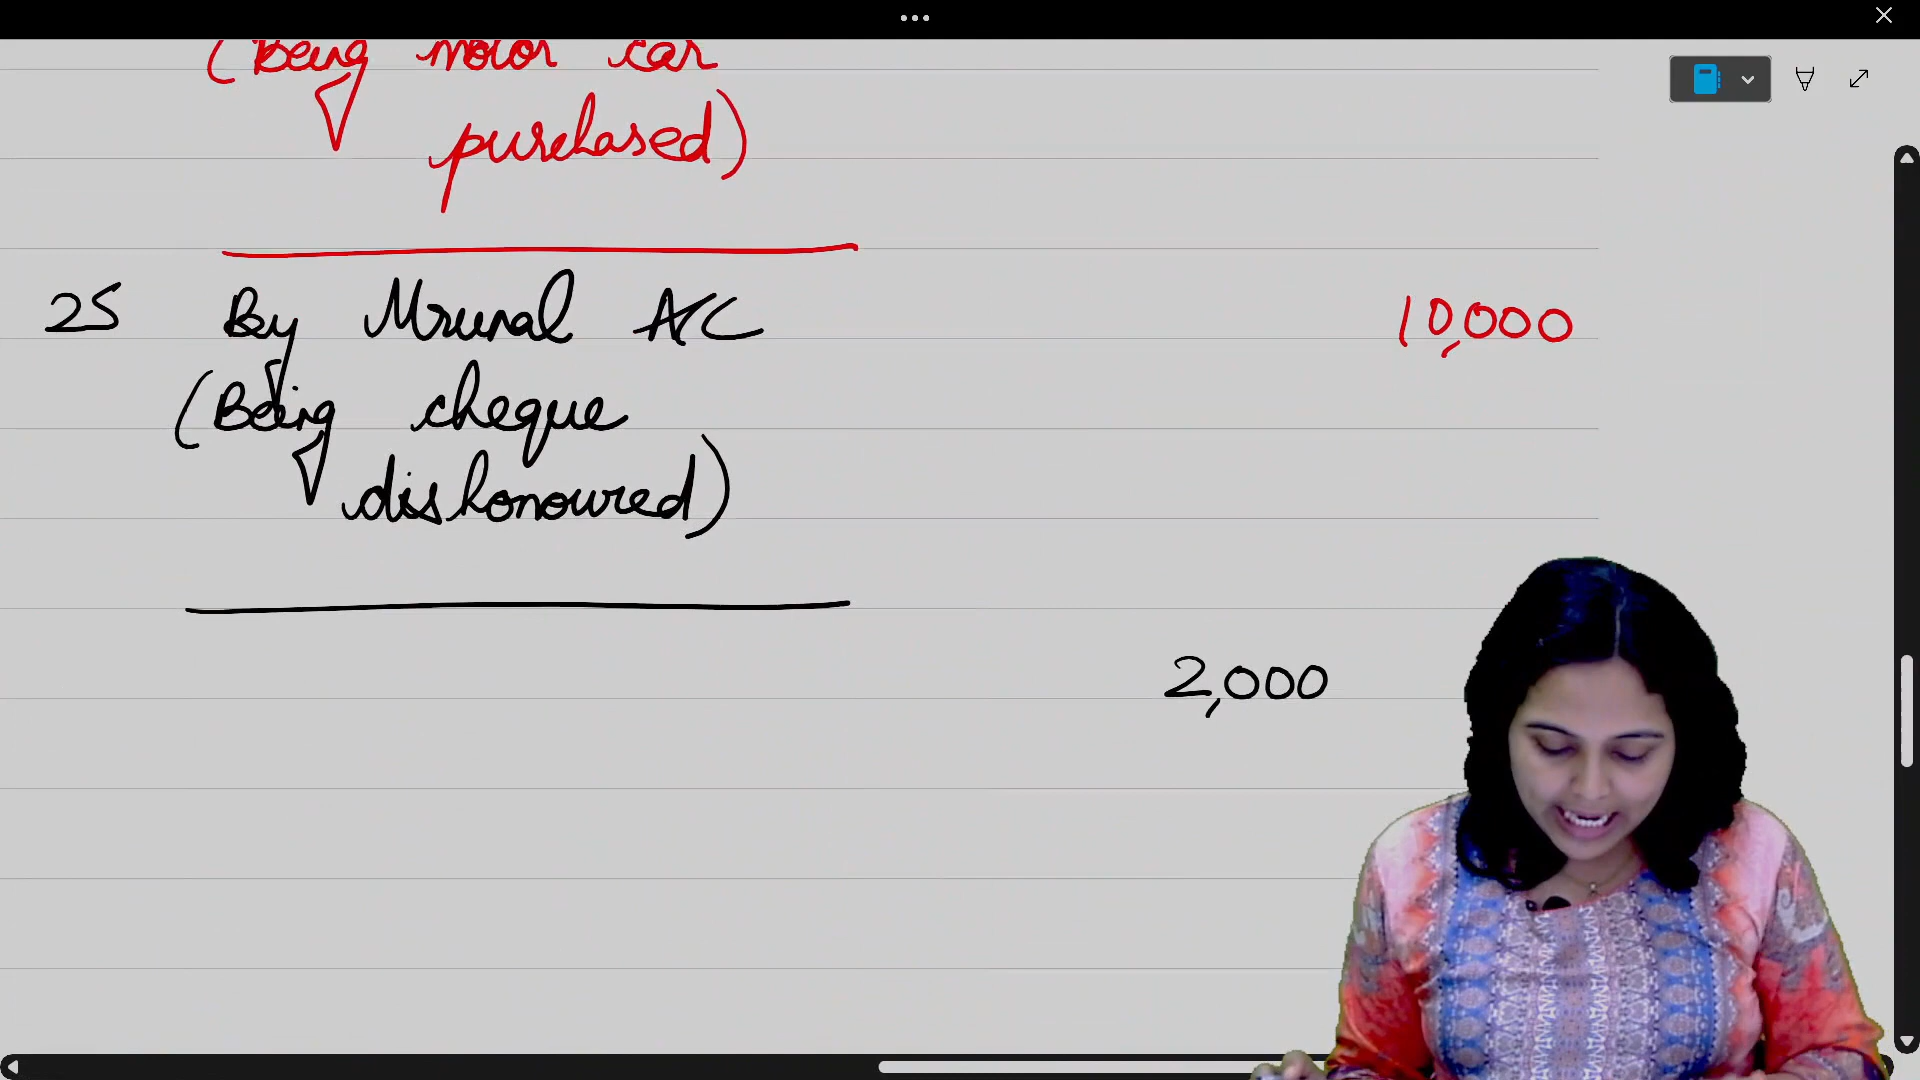 (Being motor car
purchased)
25 By Mrunal A/C 10,000
(Being cheque
dishonoured)
2,000